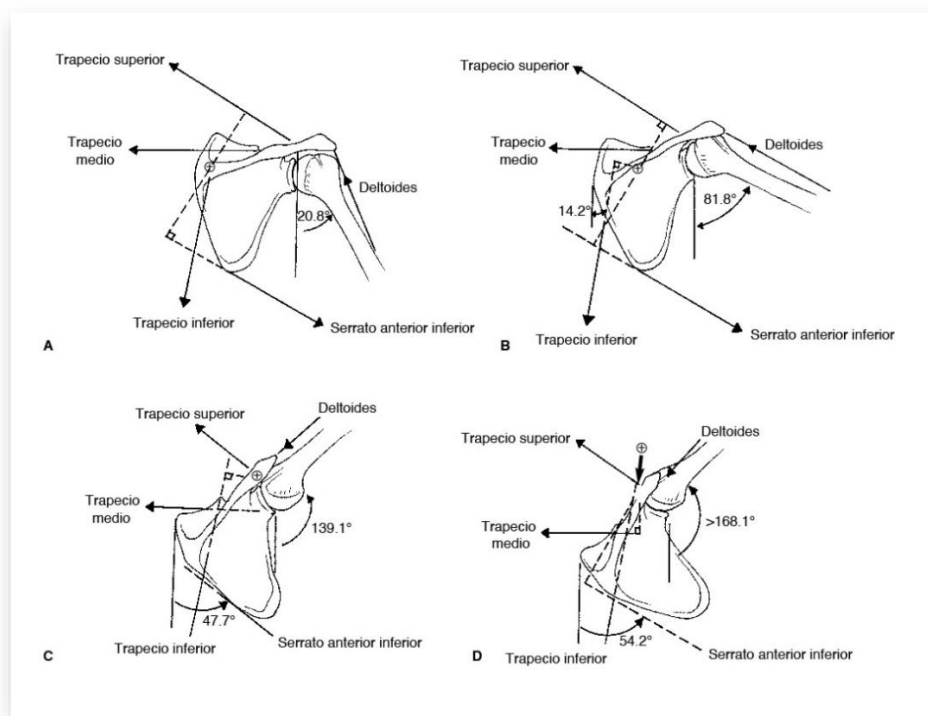 Trapecio superior
Trapecio
medio
Deltoides
20.8°
Trapecio inferior
Serrato anterior inferior
A
Trapecio superior
Trapecio
medio
Deltoides
81.8°
14.2°
Trapecio inferior
Serrato anterior inferior
B
Trapecio superior
Deltoides
Trapecio
medio
139.1°
47.7°
Trapecio inferior
Serrato anterior inferior
C
Trapecio superior
Deltoides
Trapecio
medio
>168.1°
54.2°
Trapecio inferior
Serrato anterior inferior
D